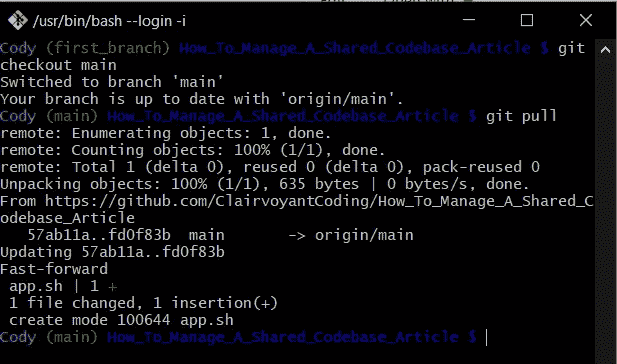 /usr/bin/bash --login -i
Cody (first_branch) How_To_Manage_A_Shared_Codebase_Article $ git
checkout main
Switched to branch 'main'
Your branch is up to date with 'origin/main'.
Cody (main) How_To_Manage_A_Shared_Codebase_Article $ git pull
remote: Enumerating objects: 1, done.
remote: Counting objects: 100% (1/1), done.
remote: Total 1 (delta 0), reused 0 (delta 0), pack-reused 0
Unpacking objects: 100% (1/1), 635 bytes | 0 bytes/s, done.
From https://github.com/ClairvoyantCoding/How_To_Manage_A_Shared_C
odebase_Article
57ab11a..fd0f83b  main       -> origin/main
Updating 57ab11a..fd0f83b
Fast-forward
app.sh | 1 +
1 file changed, 1 insertion(+)
create mode 100644 app.sh
Cody (main) How_To_Manage_A_Shared_Codebase_Article $